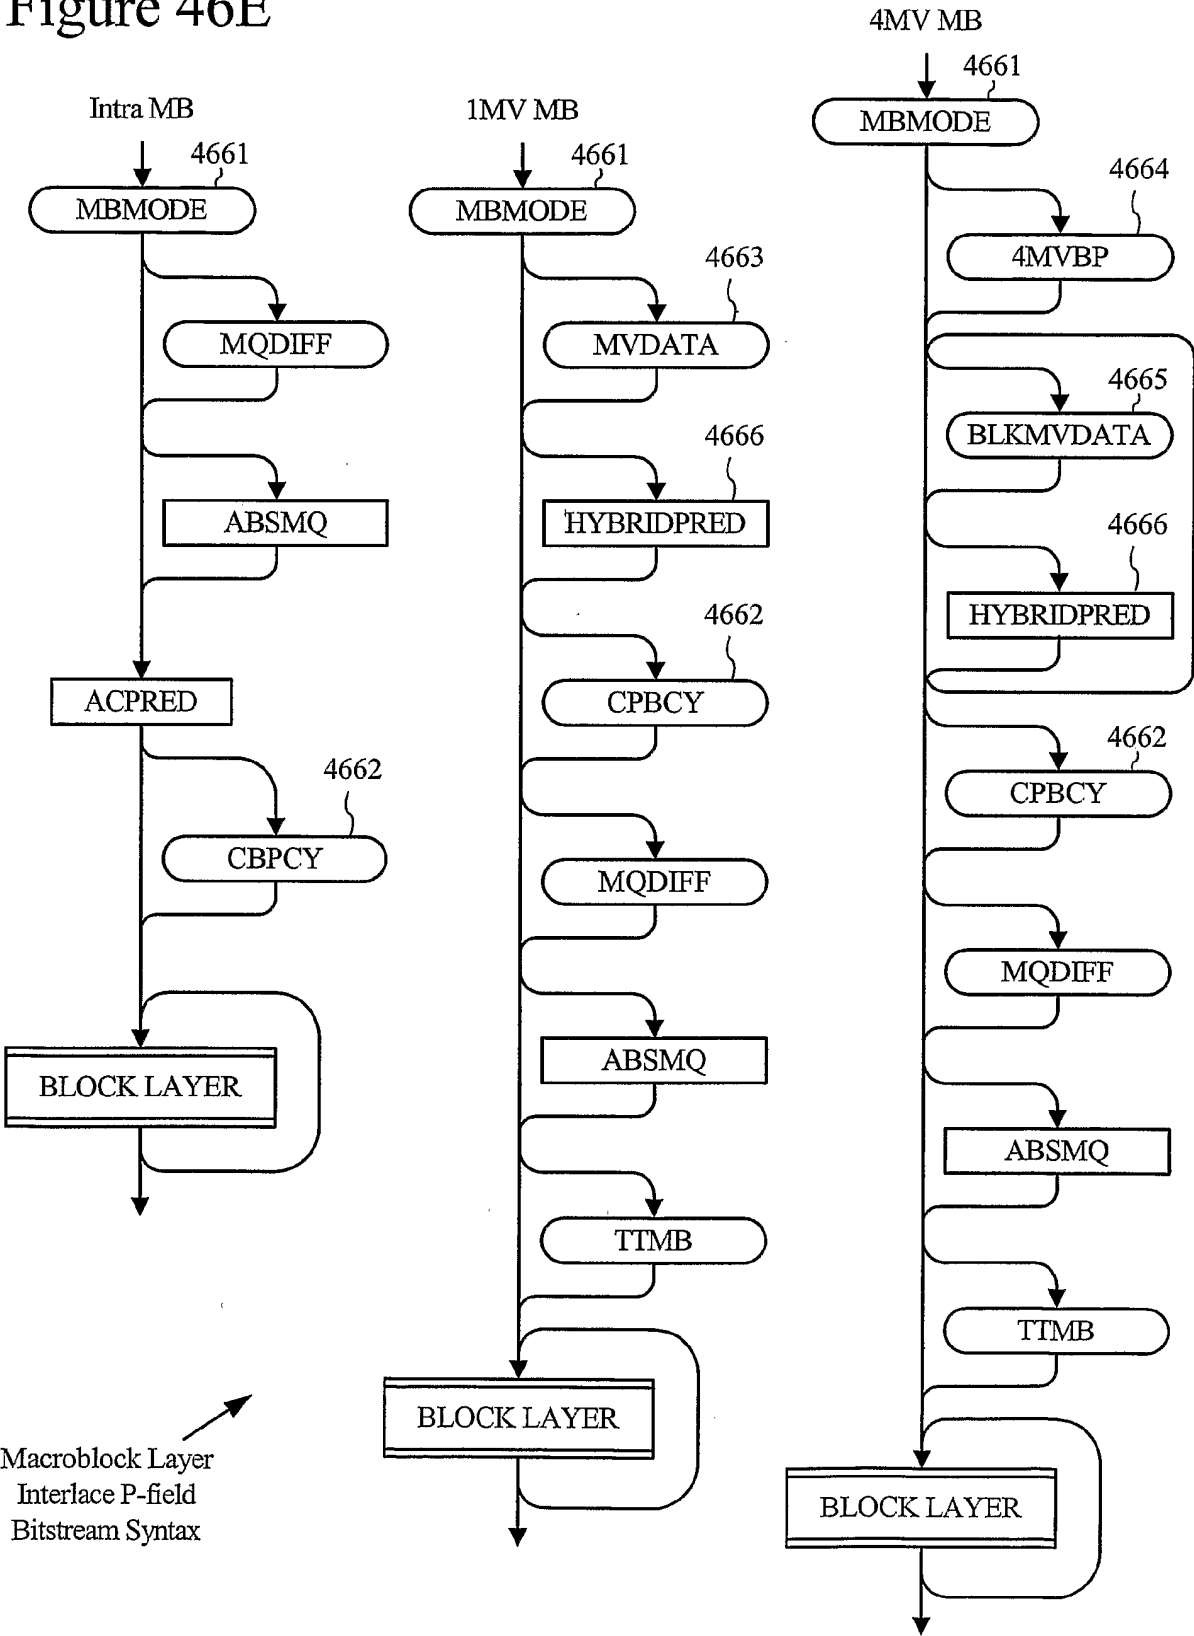 Figure 46E
Intra MB
4661
MBMODE
MQDIFF
ABSMQ
ACPRED
4662
CBPCY
BLOCK LAYER
1MV MB
4661
MBMODE
4663
MVDATA
4666
HYBRIDPRED
4662
CPBCY
MQDIFF
ABSMQ
TTMB
BLOCK LAYER
4MV MB
4661
MBMODE
4664
4MVBP
4665
BLKMVDATA
4666
HYBRIDPRED
4662
CPBCY
MQDIFF
ABSMQ
TTMB
BLOCK LAYER
Macroblock Layer
Interlace P-field
Bitstream Syntax